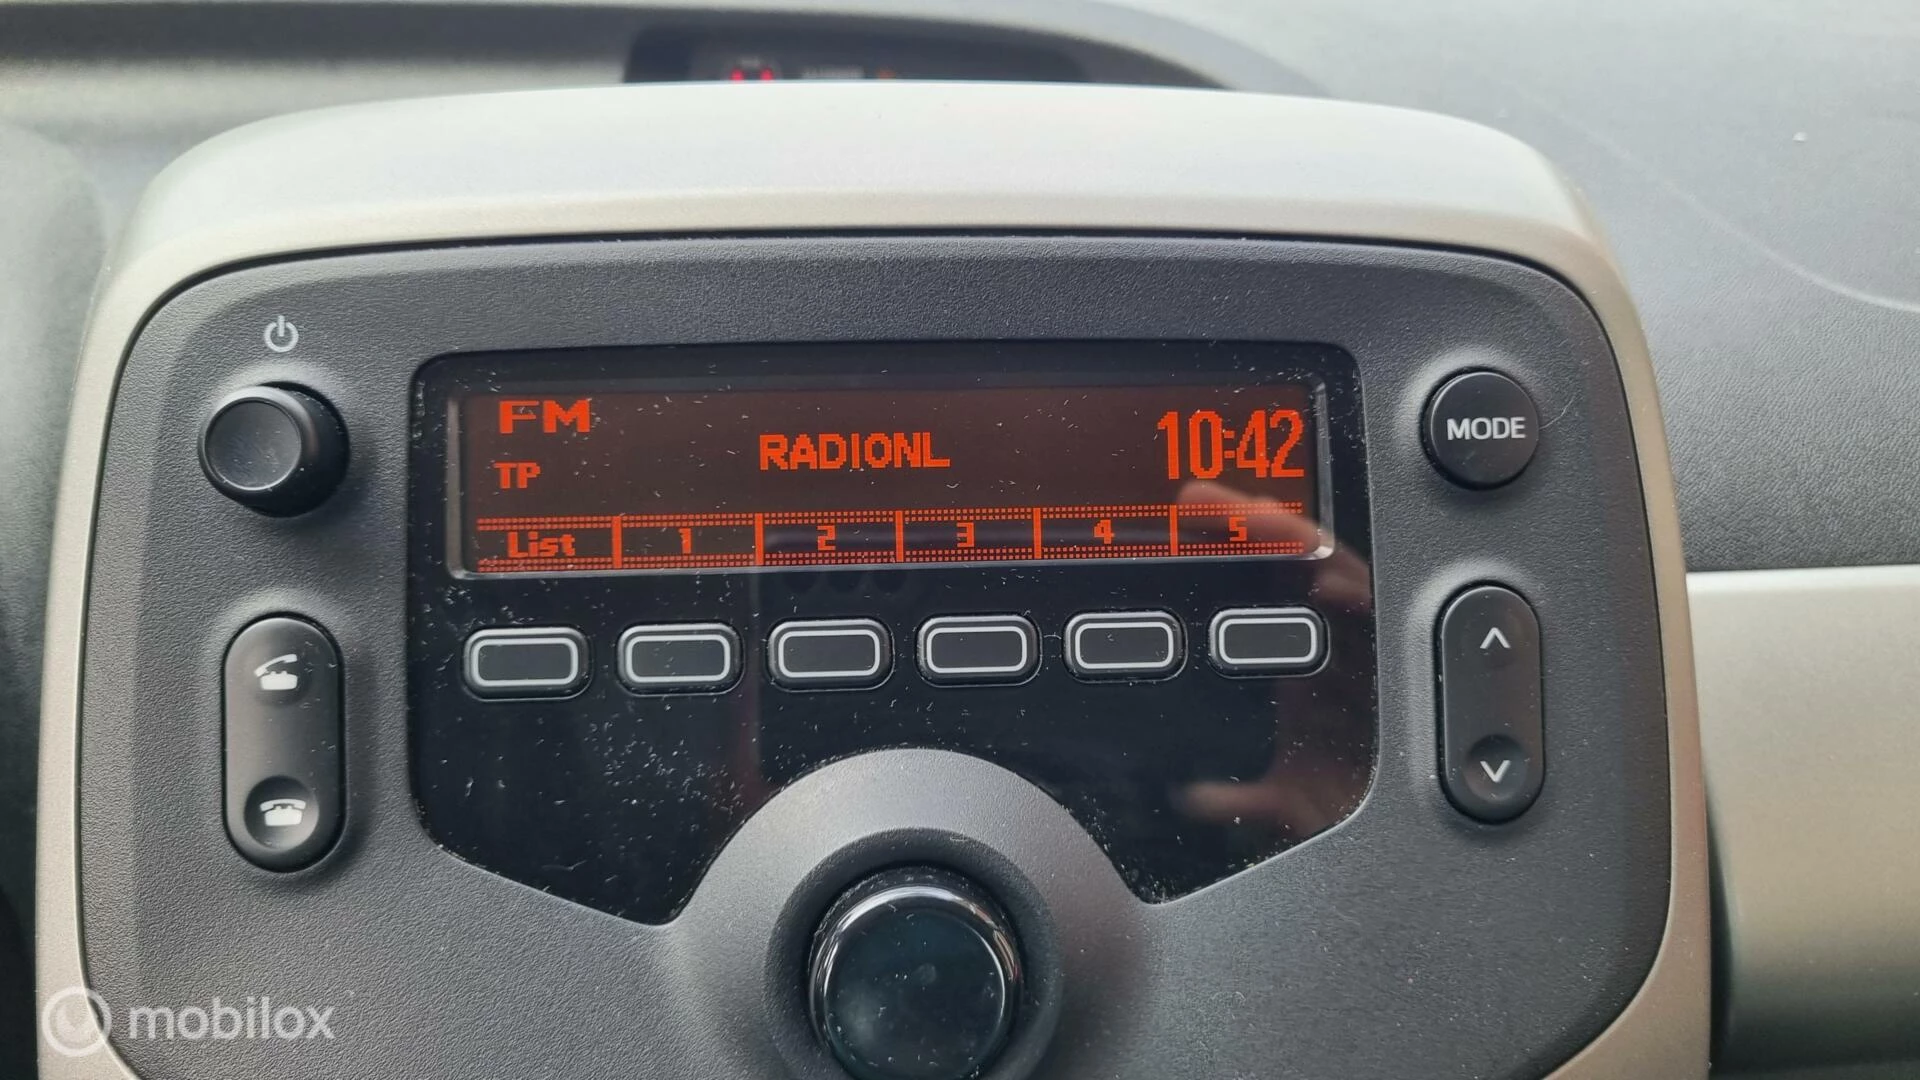 FM
RADIONL
10:42
TP
MODE
List 1 2 3 4 5
mobilox